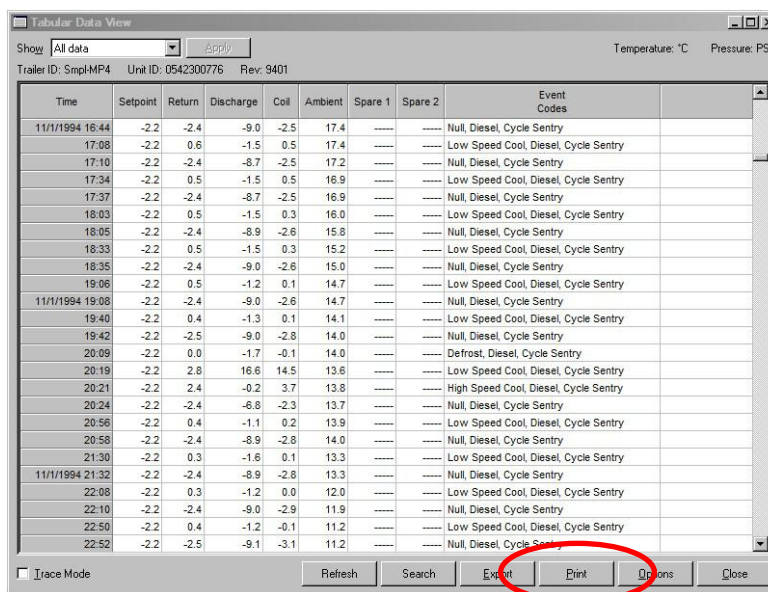 Tabular Data View
Show All data Apply Temperature: °C Pressure: PS
Trailer ID: Smpl-MP4 Unit ID: 0542300776 Rev: 9401
Time Setpoint Return Discharge Coil Ambient Spare 1 Spare 2 Event Codes
11/1/1994 16:44 -2.2 -2.4 -9.0 -2.5 17.4 ----- ----- Null, Diesel, Cycle Sentry
17:08 -2.2 0.6 -1.5 0.5 17.4 ----- ----- Low Speed Cool, Diesel, Cycle Sentry
17:10 -2.2 -2.4 -8.7 -2.5 17.2 ----- ----- Null, Diesel, Cycle Sentry
17:34 -2.2 0.5 -1.5 0.5 16.9 ----- ----- Low Speed Cool, Diesel, Cycle Sentry
17:37 -2.2 -2.4 -8.7 -2.5 16.9 ----- ----- Null, Diesel, Cycle Sentry
18:03 -2.2 0.5 -1.5 0.3 16.0 ----- ----- Low Speed Cool, Diesel, Cycle Sentry
18:05 -2.2 -2.4 -8.9 -2.6 15.8 ----- ----- Null, Diesel, Cycle Sentry
18:33 -2.2 0.5 -1.5 0.3 15.2 ----- ----- Low Speed Cool, Diesel, Cycle Sentry
18:35 -2.2 -2.4 -9.0 -2.6 15.0 ----- ----- Null, Diesel, Cycle Sentry
19:06 -2.2 0.5 -1.2 0.1 14.7 ----- ----- Low Speed Cool, Diesel, Cycle Sentry
11/1/1994 19:08 -2.2 -2.4 -9.0 -2.6 14.7 ----- ----- Null, Diesel, Cycle Sentry
19:40 -2.2 0.4 -1.3 0.1 14.1 ----- ----- Low Speed Cool, Diesel, Cycle Sentry
19:42 -2.2 -2.5 -9.0 -2.8 14.0 ----- ----- Null, Diesel, Cycle Sentry
20:09 -2.2 0.0 -1.7 -0.1 14.0 ----- ----- Defrost, Diesel, Cycle Sentry
20:19 -2.2 2.8 16.6 14.5 13.6 ----- ----- Low Speed Cool, Diesel, Cycle Sentry
20:21 -2.2 2.4 -0.2 3.7 13.8 ----- ----- High Speed Cool, Diesel, Cycle Sentry
20:24 -2.2 -2.4 -6.8 -2.3 13.7 ----- ----- Null, Diesel, Cycle Sentry
20:56 -2.2 0.4 -1.1 0.2 13.9 ----- ----- Low Speed Cool, Diesel, Cycle Sentry
20:58 -2.2 -2.4 -8.9 -2.8 14.0 ----- ----- Null, Diesel, Cycle Sentry
21:30 -2.2 0.3 -1.6 0.1 13.3 ----- ----- Low Speed Cool, Diesel, Cycle Sentry
11/1/1994 21:32 -2.2 -2.4 -8.9 -2.8 13.3 ----- ----- Null, Diesel, Cycle Sentry
22:08 -2.2 0.3 -1.2 0.0 12.0 ----- ----- Low Speed Cool, Diesel, Cycle Sentry
22:10 -2.2 -2.4 -9.0 -2.9 11.9 ----- ----- Null, Diesel, Cycle Sentry
22:50 -2.2 0.4 -1.2 -0.1 11.2 ----- ----- Low Speed Cool, Diesel, Cycle Sentry
22:52 -2.2 -2.5 -9.1 -3.1 11.2 ----- ----- Null, Diesel, Cycle Sentry
Trace Mode Refresh Search Export Print Options Close